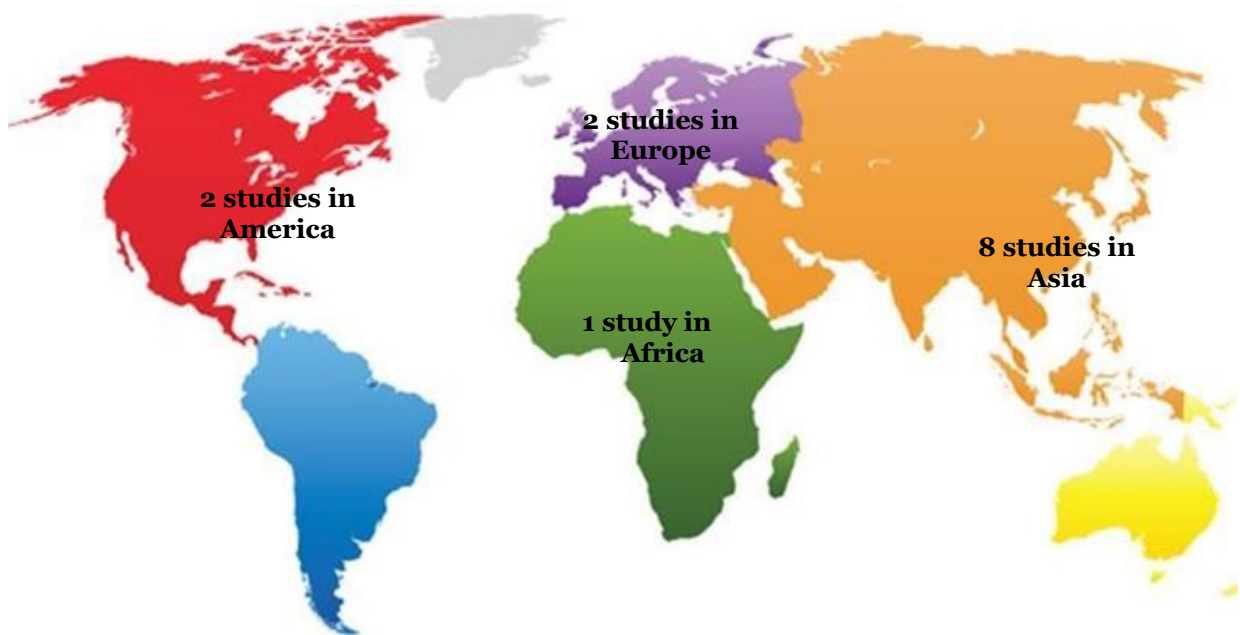 2 studies in
Europe
2 studies in
America
8 studies in
Asia
1 study in
Africa